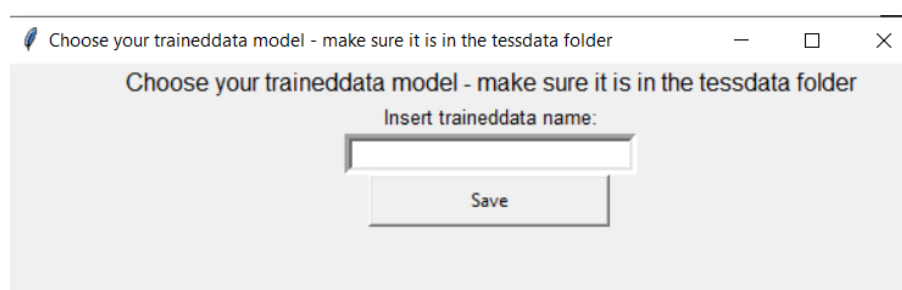 Choose your traineddata model - make sure it is in the tessdata folder
Choose your traineddata model - make sure it is in the tessdata folder
Insert traineddata name:
Save